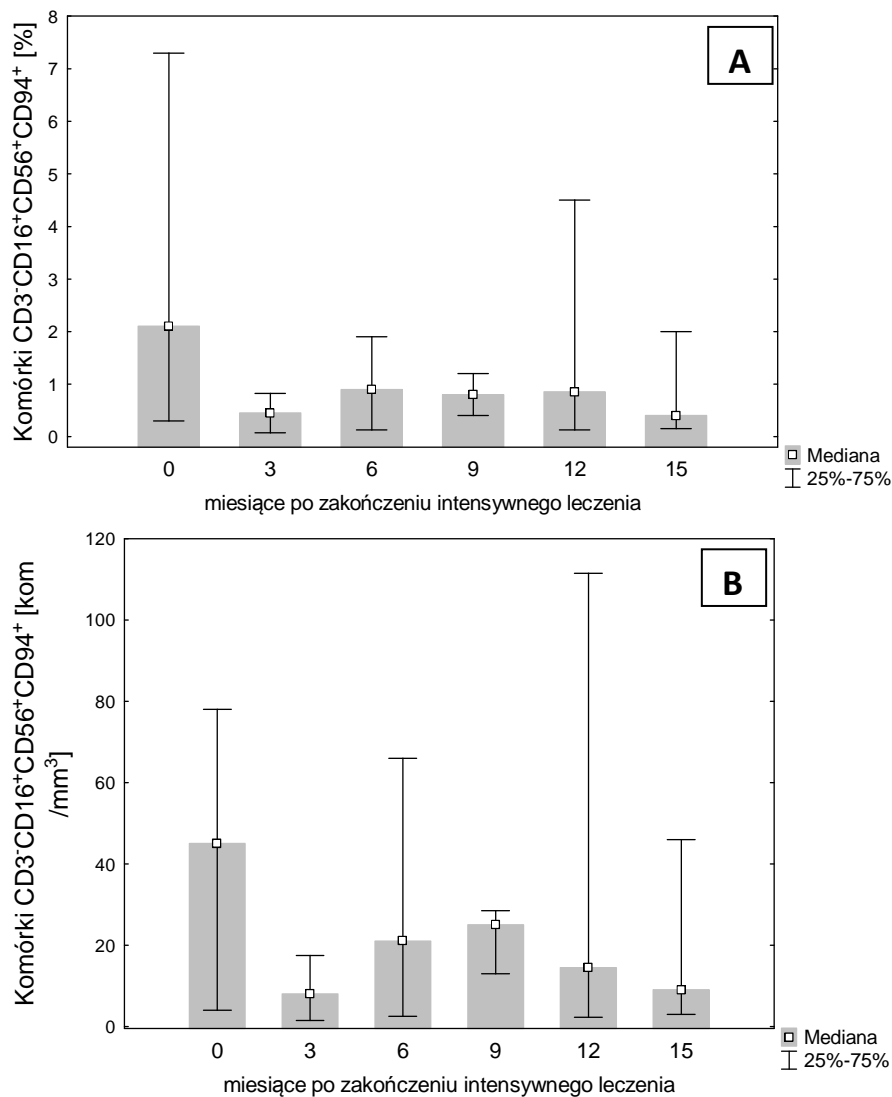 Komórki CD3⁻CD16⁺CD56⁺CD94⁺ [%]
8
7
6
5
4
3
2
1
0
A
0 3 6 9 12 15
miesiące po zakończeniu intensywnego leczenia
Mediana
25%-75%
Komórki CD3⁻CD16⁺CD56⁺CD94⁺ [kom
/mm³]
120
100
80
60
40
20
0
B
0 3 6 9 12 15
miesiące po zakończeniu intensywnego leczenia
Mediana
25%-75%